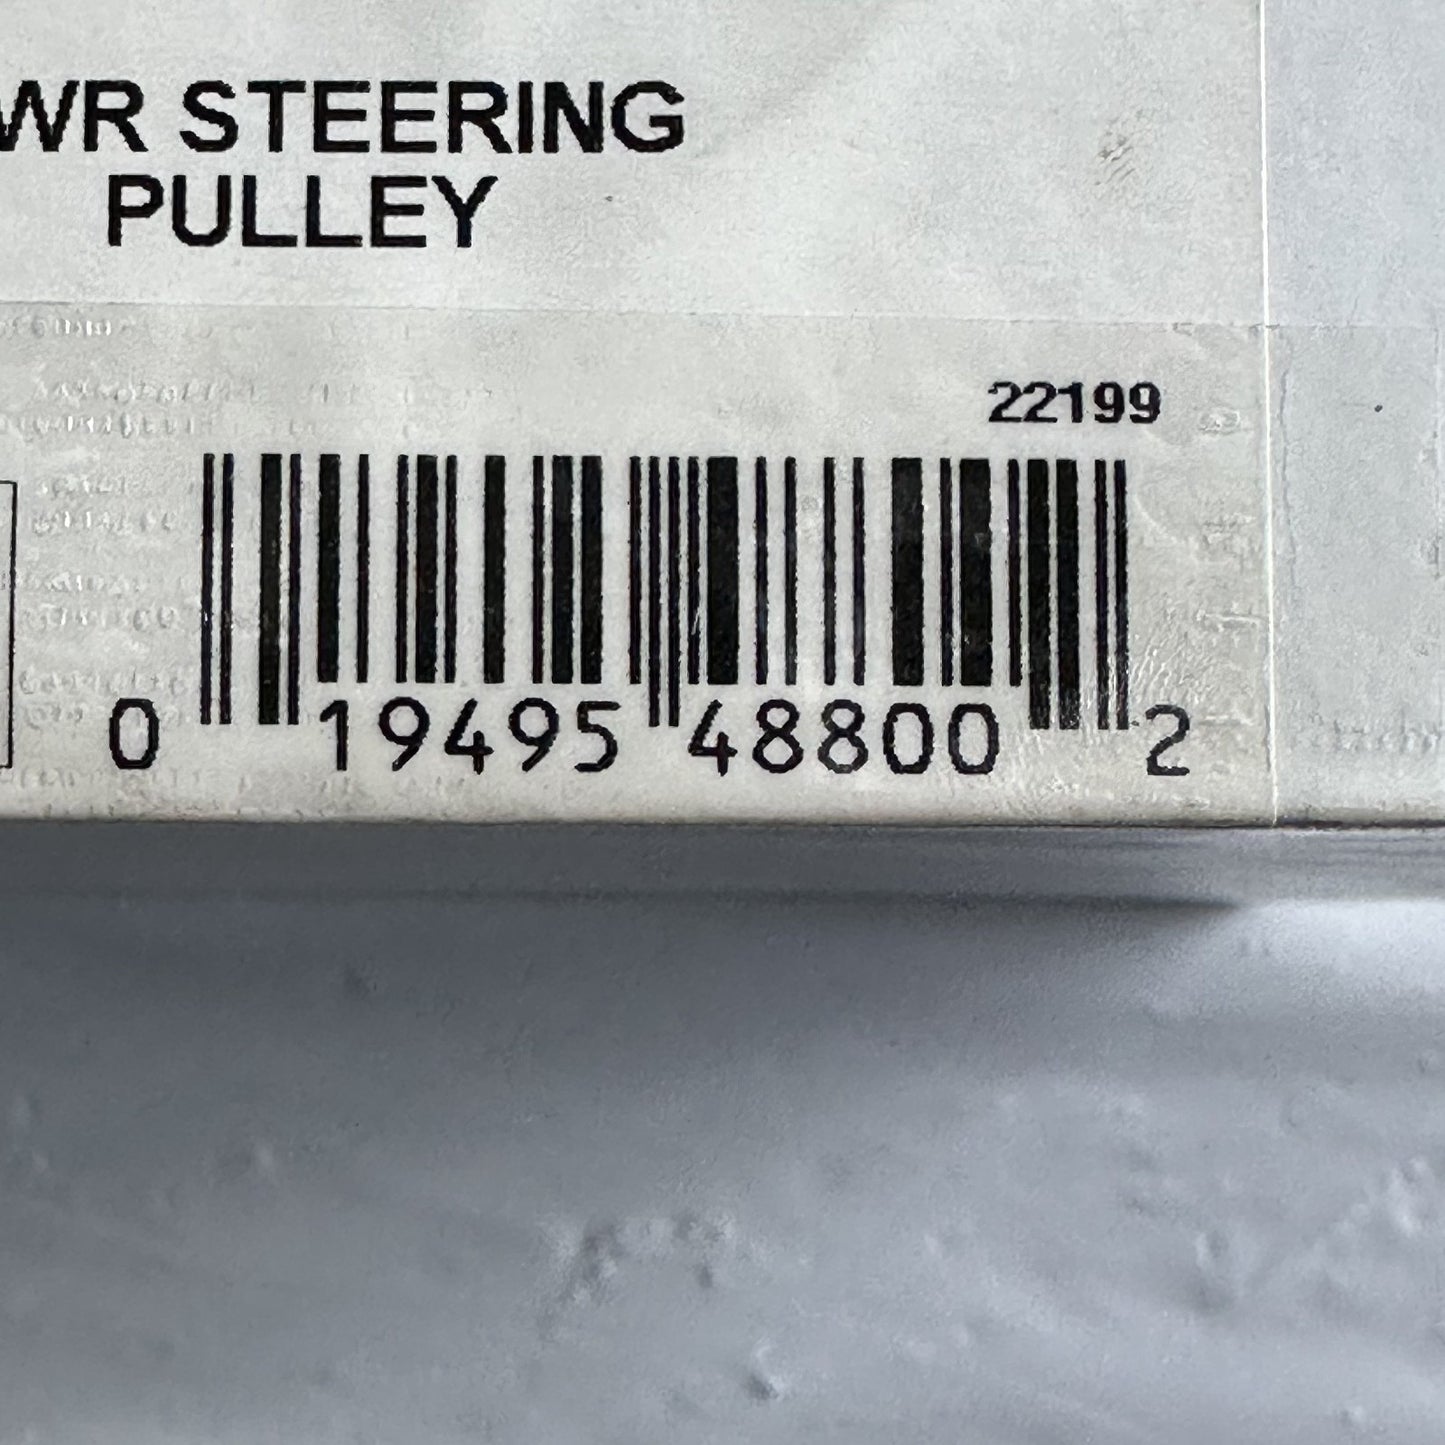 WR STEERING
PULLEY
22199
0 19495 48800 2